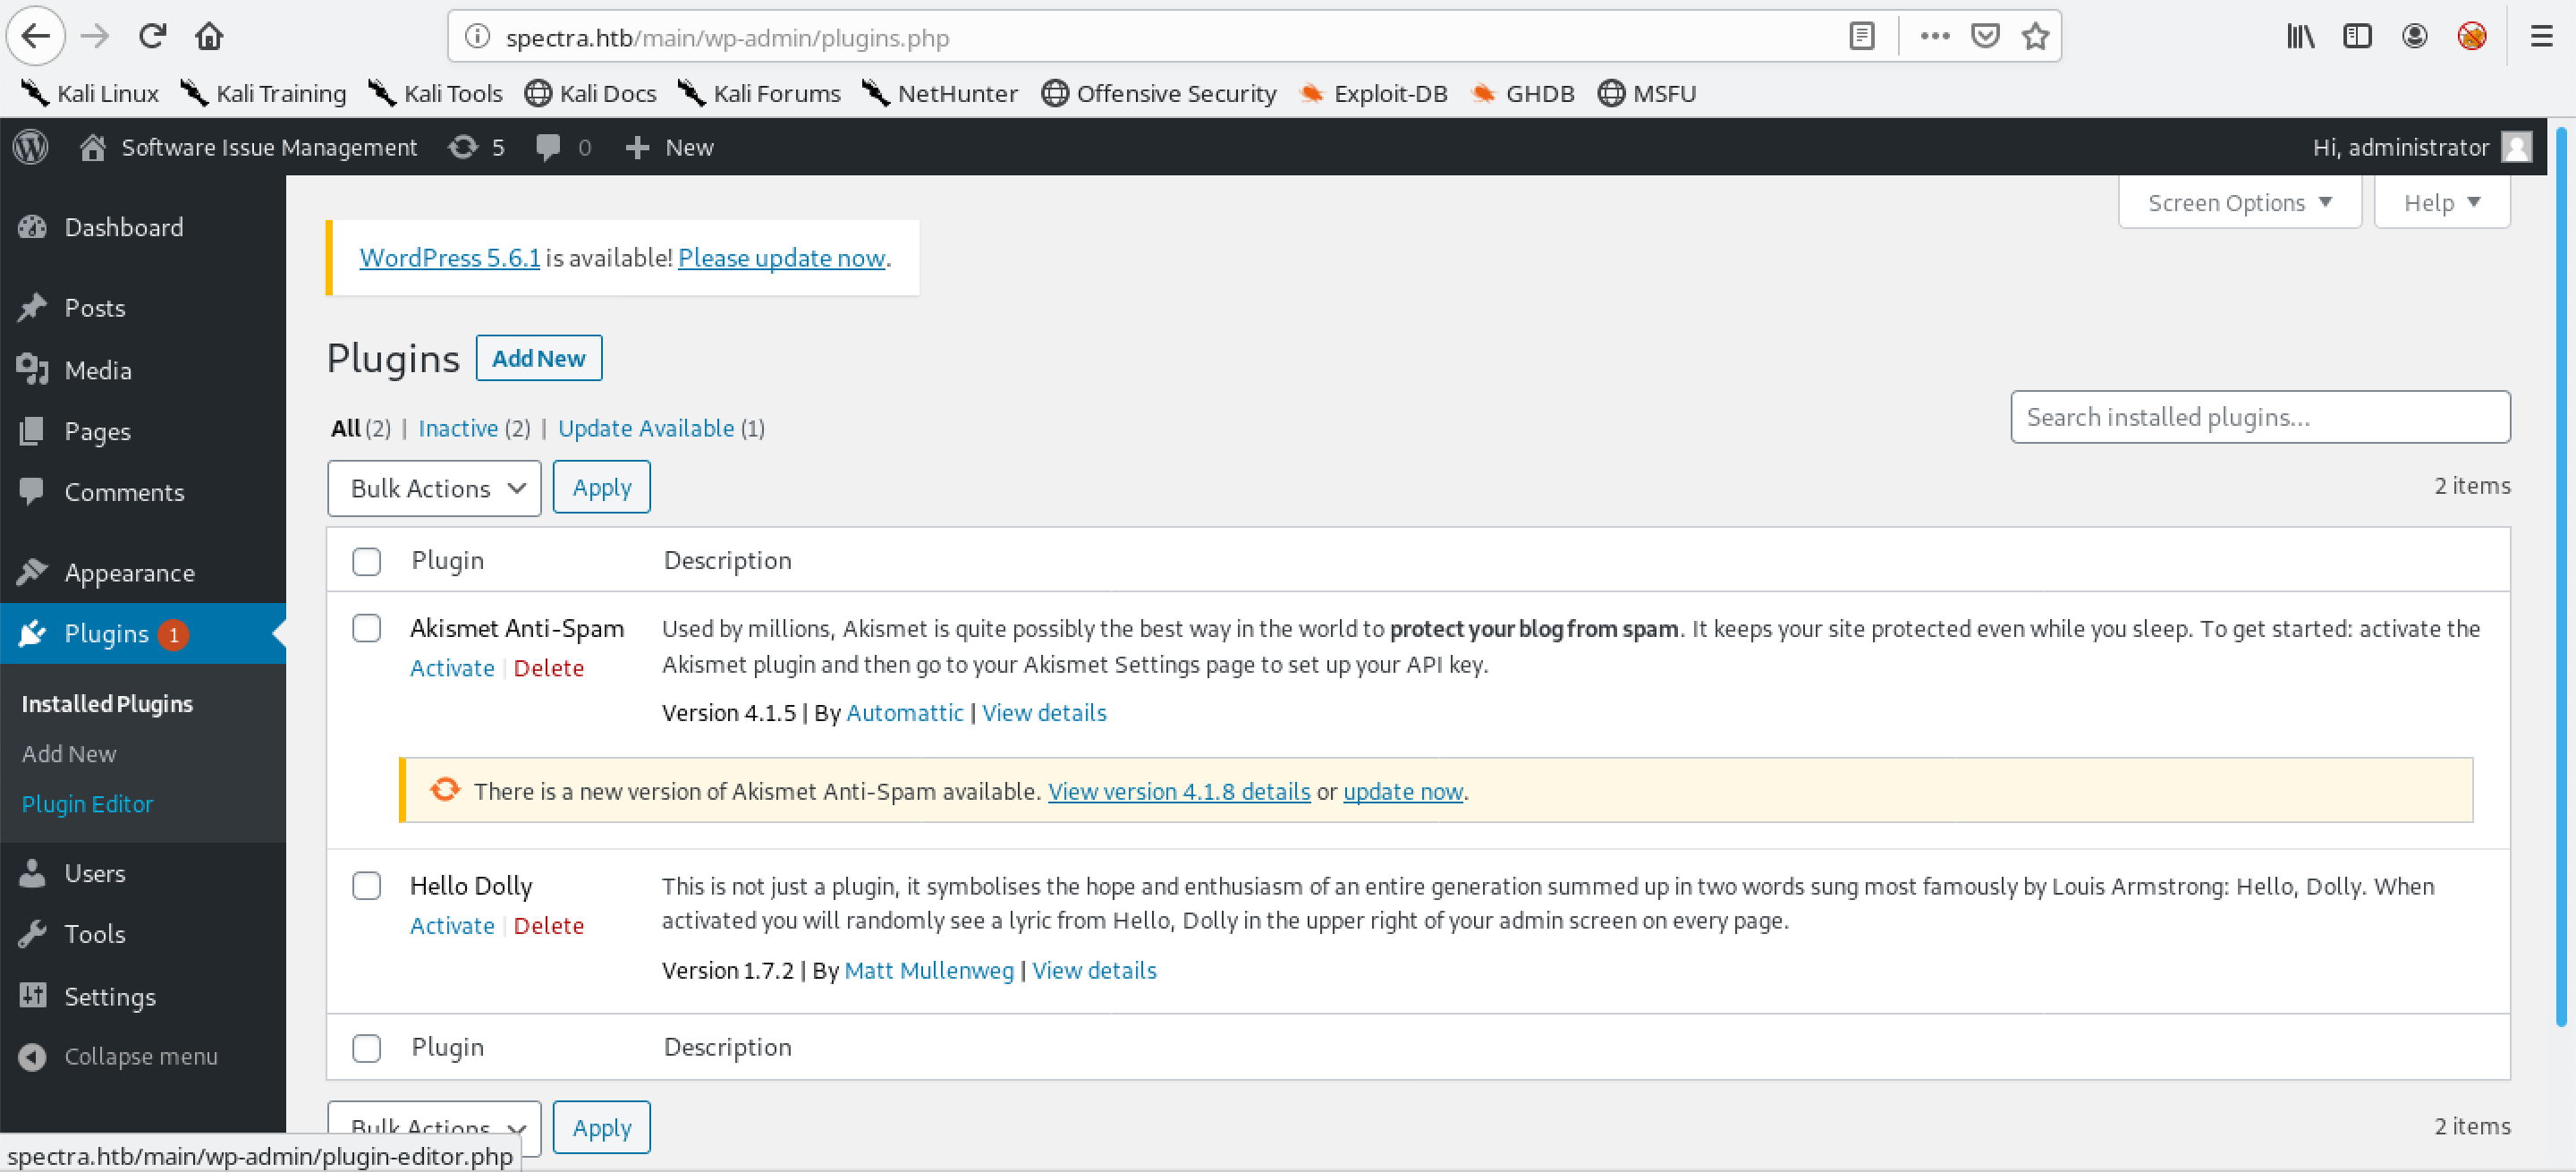 spectra.htb/main/wp-admin/plugins.php
Kali Linux Kali Training Kali Tools Kali Docs Kali Forums NetHunter Offensive Security Exploit-DB GHDB MSFU
Software Issue Management 5 0 New Hi, administrator
Screen Options Help
Dashboard
Posts
Media
Pages
Comments
Appearance
Plugins 1
Installed Plugins
Add New
Plugin Editor
Users
Tools
Settings
Collapse menu
WordPress 5.6.1 is available! Please update now.
Plugins Add New
All (2) | Inactive (2) | Update Available (1)
Search installed plugins...
Bulk Actions Apply
2 items
Plugin Description
Akismet Anti-Spam
Activate | Delete
Used by millions, Akismet is quite possibly the best way in the world to protect your blog from spam. It keeps your site protected even while you sleep. To get started: activate the
Akismet plugin and then go to your Akismet Settings page to set up your API key.
Version 4.1.5 | By Automattic | View details
There is a new version of Akismet Anti-Spam available. View version 4.1.8 details or update now.
Hello Dolly
Activate | Delete
This is not just a plugin, it symbolises the hope and enthusiasm of an entire generation summed up in two words sung most famously by Louis Armstrong: Hello, Dolly. When
activated you will randomly see a lyric from Hello, Dolly in the upper right of your admin screen on every page.
Version 1.7.2 | By Matt Mullenweg | View details
Plugin Description
Bulk Actions Apply
2 items
spectra.htb/main/wp-admin/plugin-editor.php